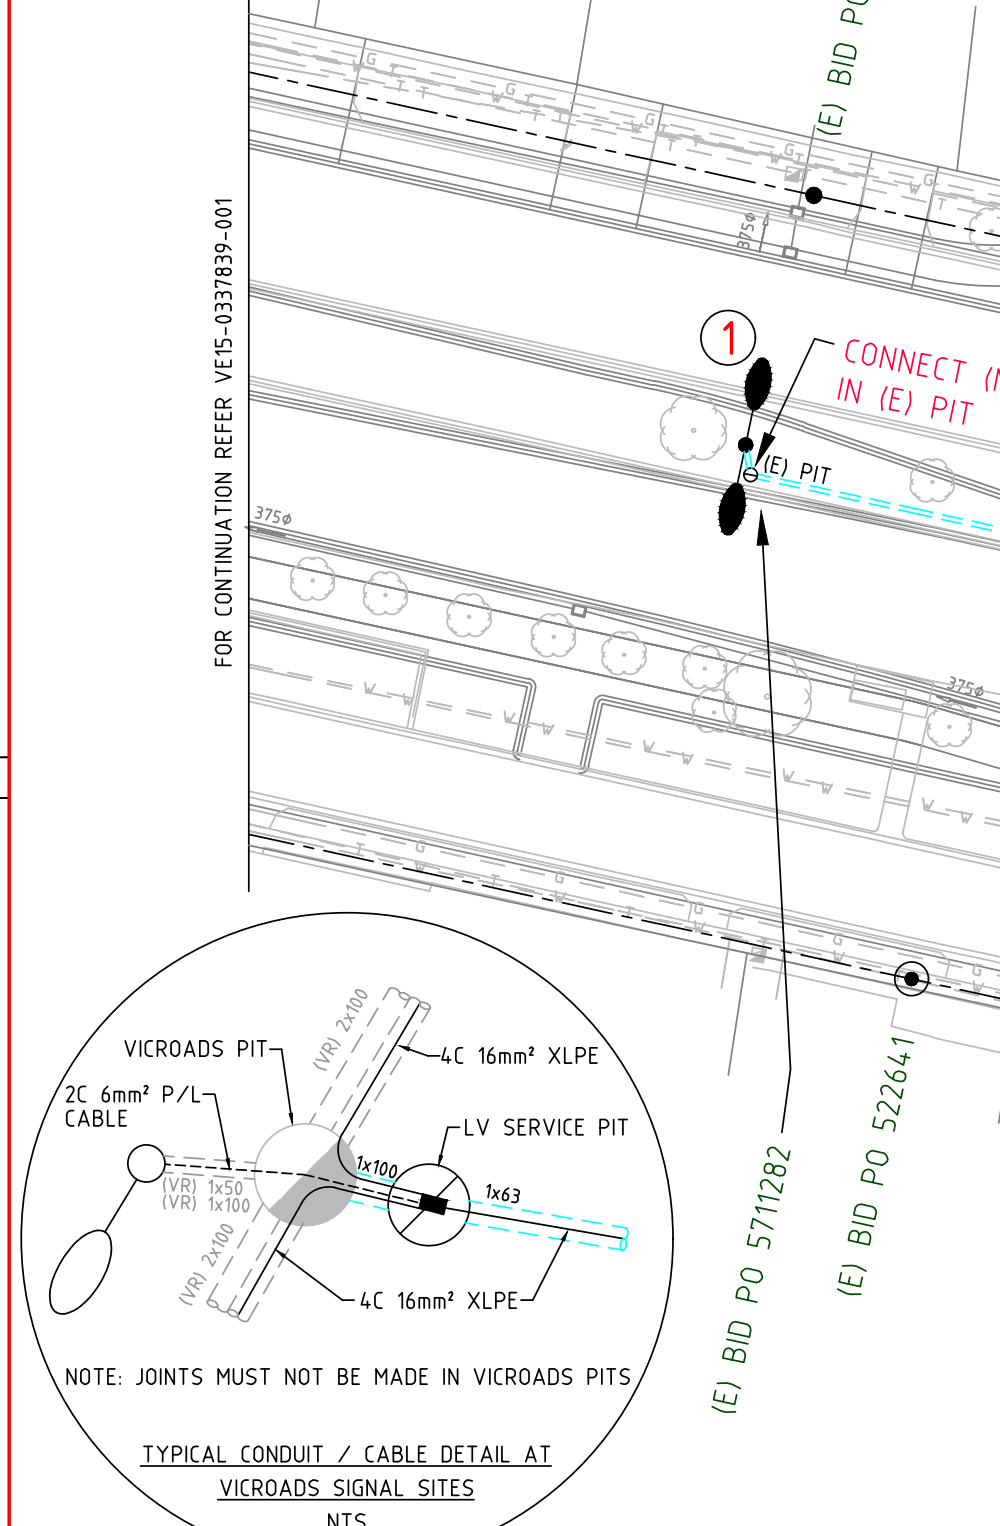 (E) BID PO
G T
W T T
G
W T T
G
W T
G T
W T
G
W T
375ø
FOR CONTINUATION REFER VE15-0337839-001
1
CONNECT (
IN (E) PIT
(E) PIT
375ø
375ø
W W
W W
W W
W W
W W
G
T W T
G
W T
G
W T
G
W
G
W
VICROADS PIT
(VR) 2x100
4C 16mm² XLPE
2C 6mm² P/L
CABLE
LV SERVICE PIT
1x100
1x63
(VR) 1x50
(VR) 1x100
(VR) 2x100
4C 16mm² XLPE
NOTE: JOINTS MUST NOT BE MADE IN VICROADS PITS
TYPICAL CONDUIT / CABLE DETAIL AT
VICROADS SIGNAL SITES
NTS
(E) BID PO 5711282
(E) BID PO 522641